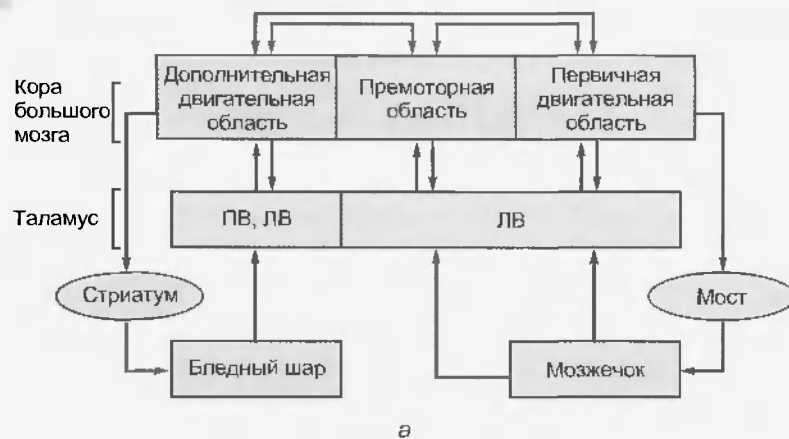 Кора
большого
мозга
Дополнительная
двигательная
область
Премоторная
область
Первичная
двигательная
область
Таламус
ПВ, ЛВ
ЛВ
Стриатум
Мост
Бледный шар
Мозжечок
а